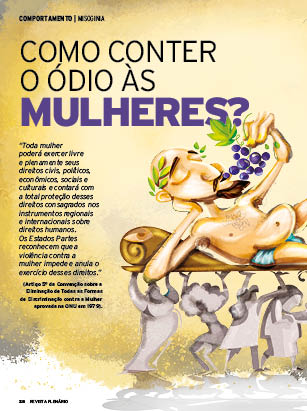 COMPORTAMENTO | MISOGINIA
COMO CONTER
O ÓDIO ÀS
MULHERES?
“Toda mulher
poderá exercer livre
e plenamente seus
direitos civis, políticos,
econômicos, sociais e
culturais e contará com
a total proteção desses
direitos consagrados nos
instrumentos regionais
e internacionais sobre
direitos humanos.
Os Estados Partes
reconhecem que a
violência contra a
mulher impede e anula o
exercício desses direitos.”
(Artigo 5º da Convenção sobre a
Eliminação de Todas as Formas
de Discriminação contra a Mulher
aprovada na ONU em 1979).
REVISTA PLENÁRIO